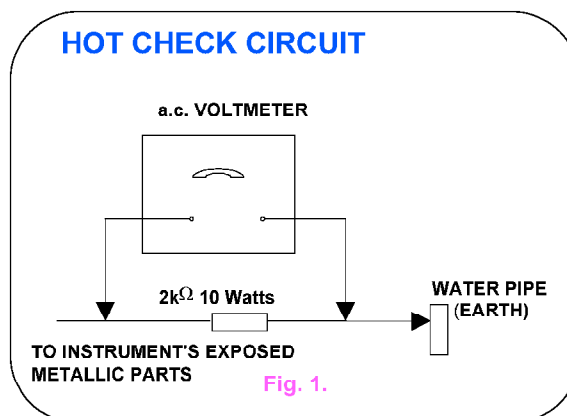 HOT CHECK CIRCUIT
a.c. VOLTMETER
2kΩ 10 Watts
WATER PIPE
(EARTH)
TO INSTRUMENT'S EXPOSED
METALLIC PARTS
Fig. 1.